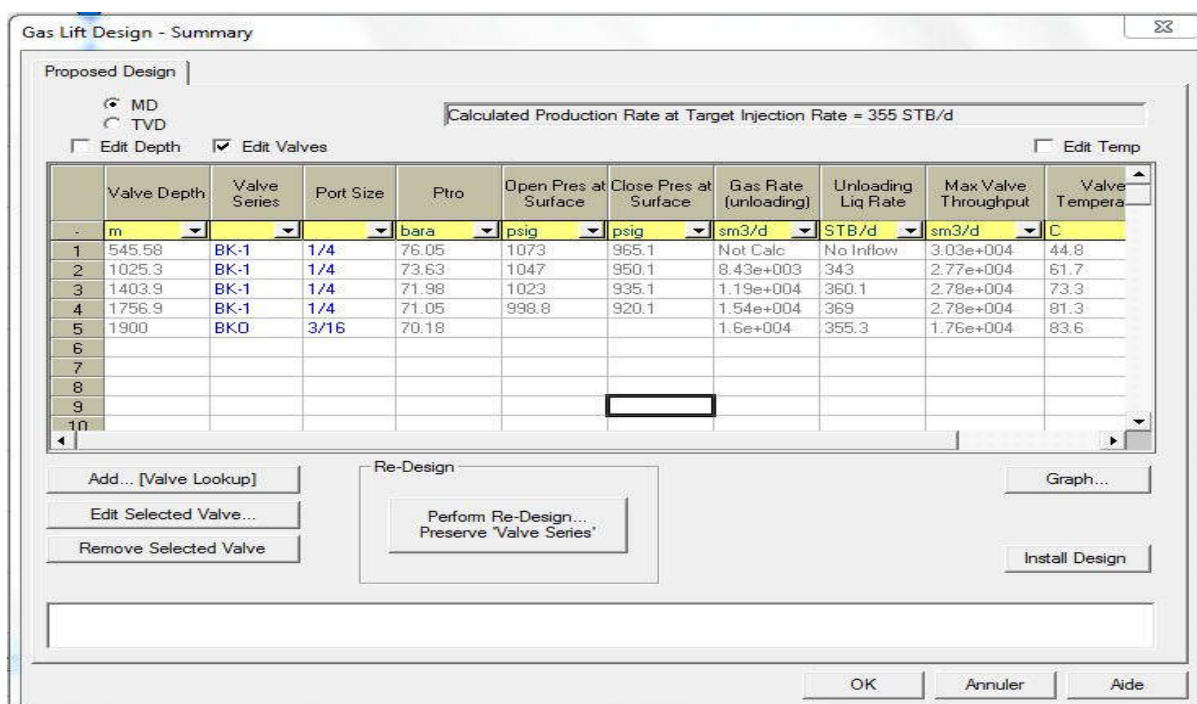 Gas Lift Design - Summary
Proposed Design
MD
TVD
Calculated Production Rate at Target Injection Rate = 355 STB/d
Edit Depth Edit Valves Edit Temp
Valve Depth Valve Series Port Size Ptro Open Pres at Surface Close Pres at Surface Gas Rate (unloading) Unloading Liq Rate Max Valve Throughput Valve Tempera
. m bara psig psig sm3/d STB/d sm3/d C
1 545.58 BK-1 1/4 76.05 1073 965.1 Not Calc No Inflow 3.03e+004 44.8
2 1025.3 BK-1 1/4 73.63 1047 950.1 8.43e+003 343 2.77e+004 61.7
3 1403.9 BK-1 1/4 71.98 1023 935.1 1.19e+004 360.1 2.78e+004 73.3
4 1756.9 BK-1 1/4 71.05 998.8 920.1 1.54e+004 369 2.78e+004 81.3
5 1900 BKO 3/16 70.18 1.6e+004 355.3 1.76e+004 83.6
6
7
8
9
10
Add... [Valve Lookup]
Edit Selected Valve...
Remove Selected Valve
Re-Design
Perform Re-Design...
Preserve 'Valve Series'
Graph...
Install Design
OK Annuler Aide